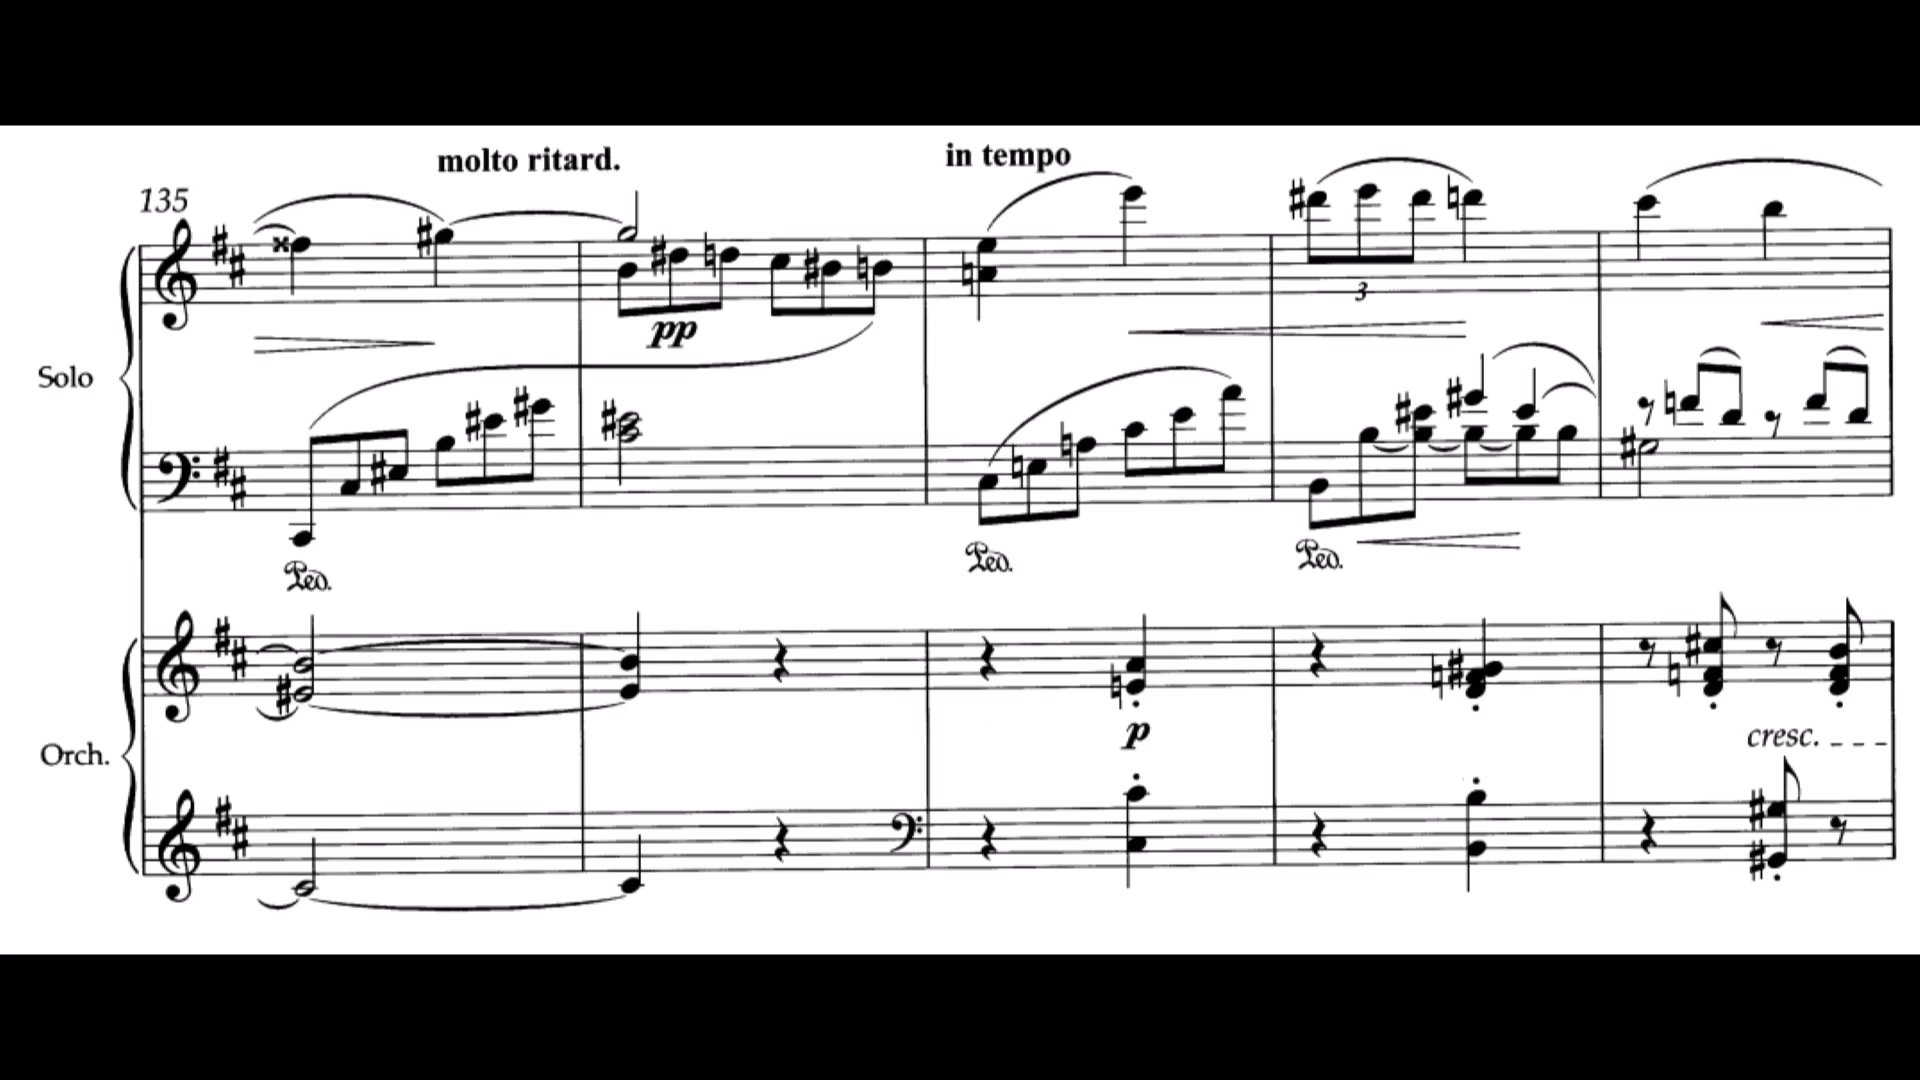 molto ritard.
in tempo
135
pp
3
Solo
Ped.
Ped.
Ped.
p
cresc.
Orch.